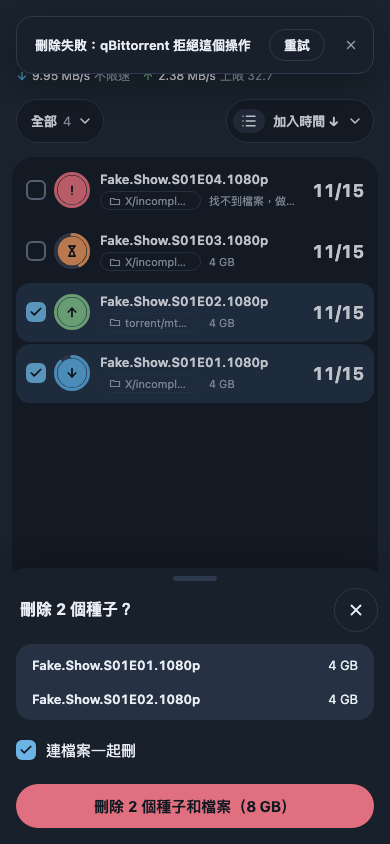 刪除失敗：qBittorrent 拒絕這個操作 重試
9.95 MB/s 不限速 2.38 MB/s 上限 32.7
全部 4 加入時間
Fake.Show.S01E04.1080p
X/incompl... 找不到檔案，做... 11/15
Fake.Show.S01E03.1080p
X/incompl... 4 GB 11/15
Fake.Show.S01E02.1080p
torrent/mt... 4 GB 11/15
Fake.Show.S01E01.1080p
X/incompl... 4 GB 11/15
刪除 2 個種子？
Fake.Show.S01E01.1080p 4 GB
Fake.Show.S01E02.1080p 4 GB
連檔案一起刪
刪除 2 個種子和檔案（8 GB）